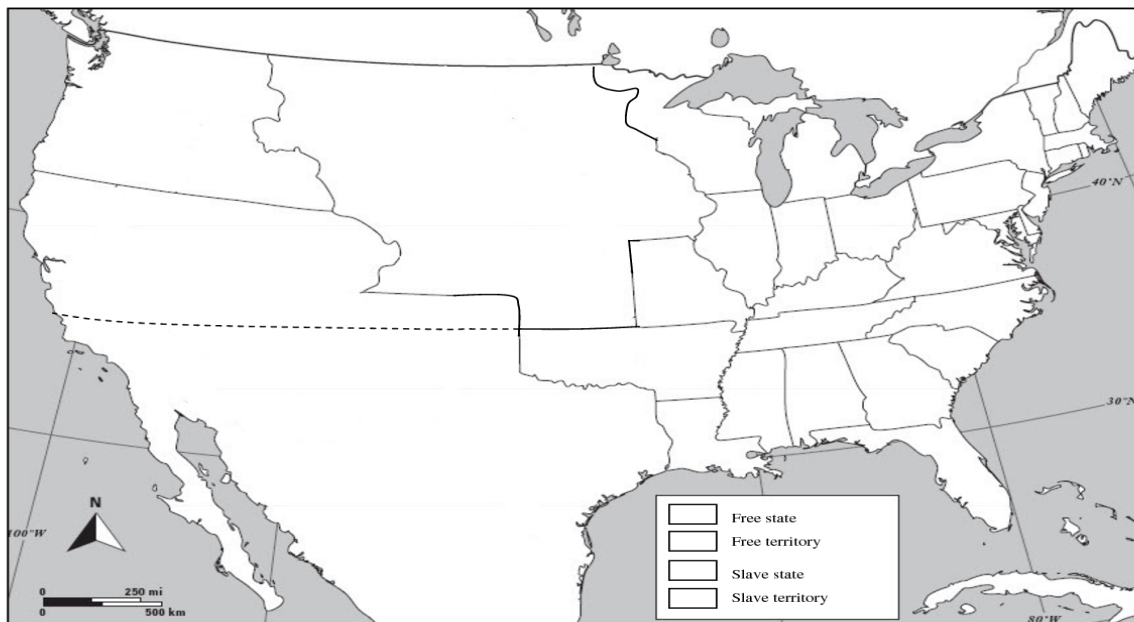 40°N
30°N
N
100°W
0 250 mi
0 500 km
Free state
Free territory
Slave state
Slave territory
80°W